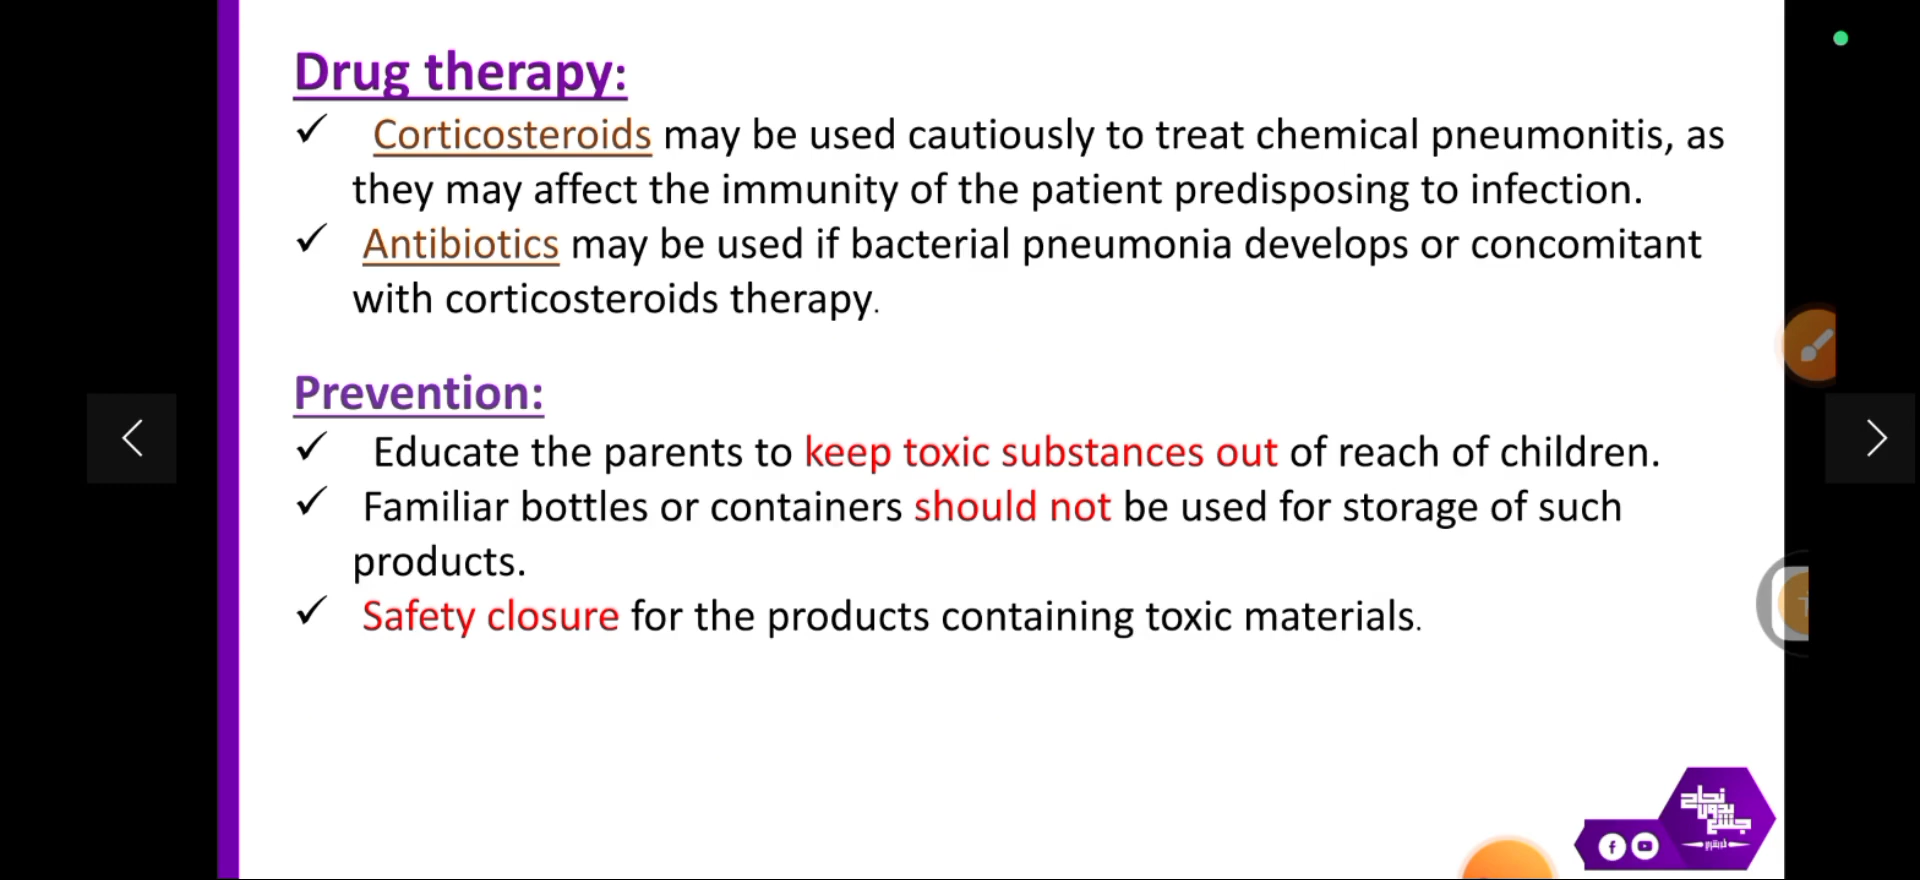 Drug therapy:
✓ Corticosteroids may be used cautiously to treat chemical pneumonitis, as
they may affect the immunity of the patient predisposing to infection.
✓ Antibiotics may be used if bacterial pneumonia develops or concomitant
with corticosteroids therapy.
Prevention:
✓ Educate the parents to keep toxic substances out of reach of children.
✓ Familiar bottles or containers should not be used for storage of such
products.
✓ Safety closure for the products containing toxic materials.
نجاح
بدون
جشع